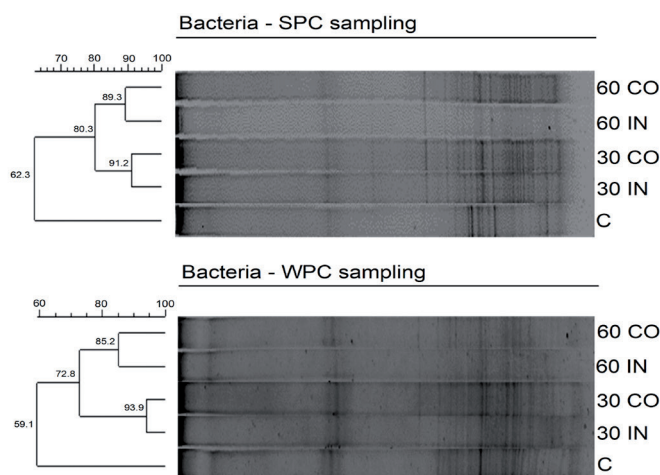 Bacteria - SPC sampling
70 80 90 100
89.3 60 CO
60 IN
80.3
91.2 30 CO
62.3
30 IN
C
Bacteria - WPC sampling
60 80 100
85.2 60 CO
60 IN
72.8
93.9 30 CO
59.1
30 IN
C